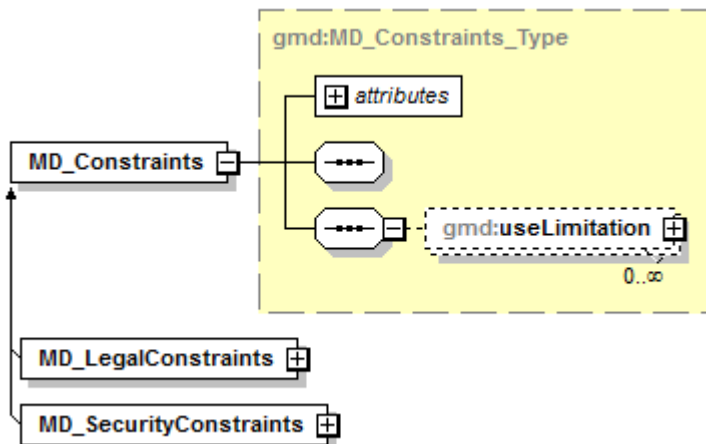 gmd:MD_Constraints_Type
attributes
MD_Constraints
gmd:useLimitation
0..∞
MD_LegalConstraints
MD_SecurityConstraints